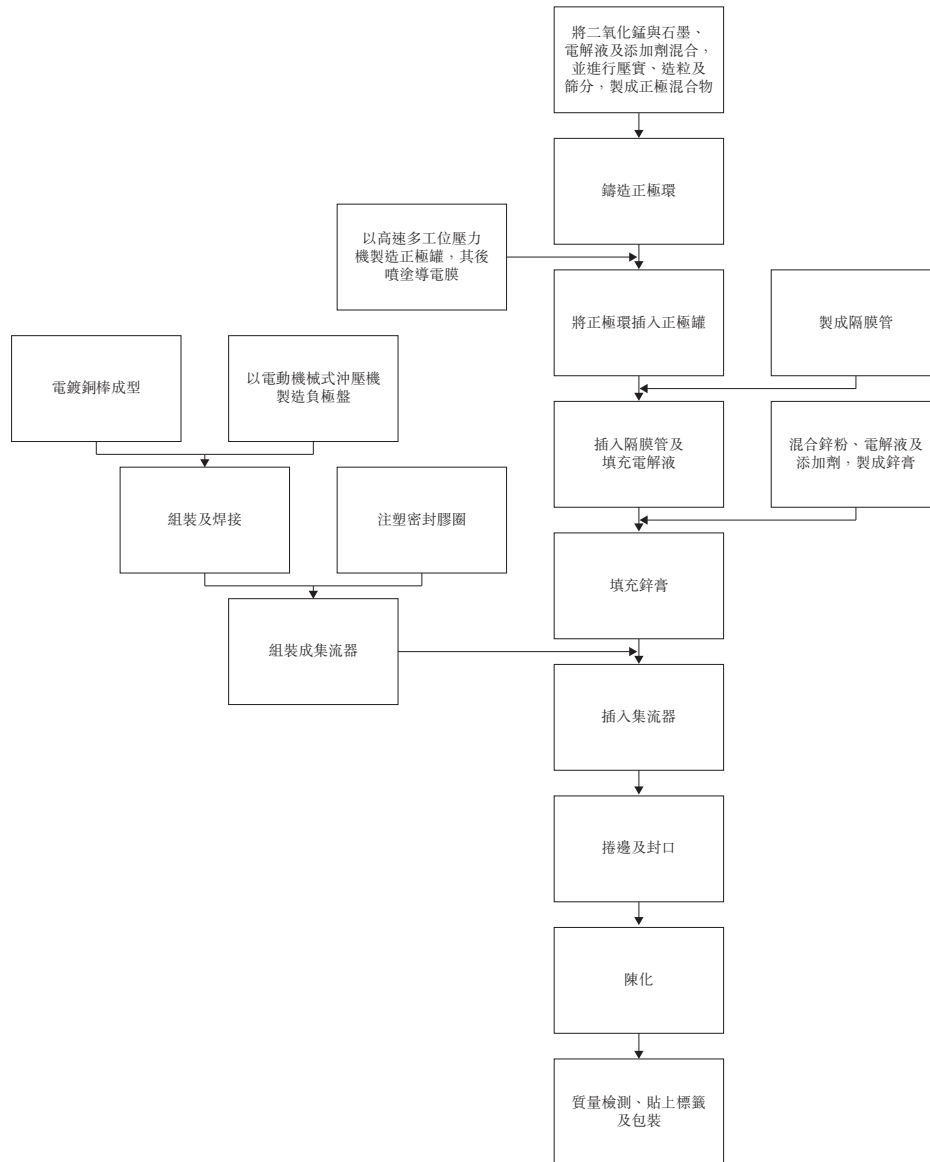 將二氧化錳與石墨、
電解液及添加劑混合，
並進行壓實、造粒及
篩分，製成正極混合物
鑄造正極環
以高速多工位壓力
機製造正極罐，其後
噴塗導電膜
將正極環插入正極罐
製成隔膜管
電鍍銅棒成型
以電動機械式沖壓機
製造負極盤
插入隔膜管及
填充電解液
混合鋅粉、電解液及
添加劑，製成鋅膏
組裝及焊接
注塑密封膠圈
填充鋅膏
組裝成集流器
插入集流器
捲邊及封口
陳化
質量檢測、貼上標籤
及包裝